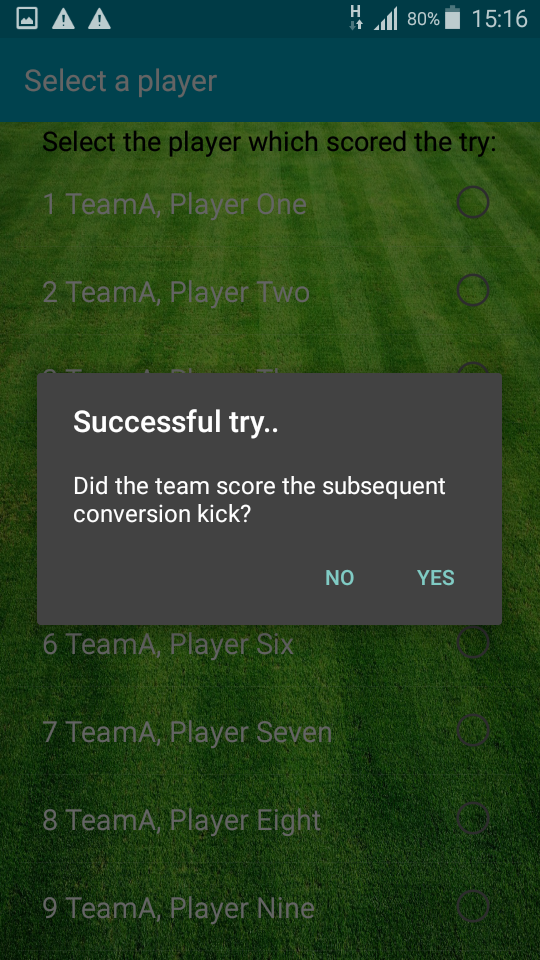 H 80% 15:16
Select a player
Select the player which scored the try:
1 TeamA, Player One
2 TeamA, Player Two
Successful try..
Did the team score the subsequent
conversion kick?
NO YES
6 TeamA, Player Six
7 TeamA, Player Seven
8 TeamA, Player Eight
9 TeamA, Player Nine